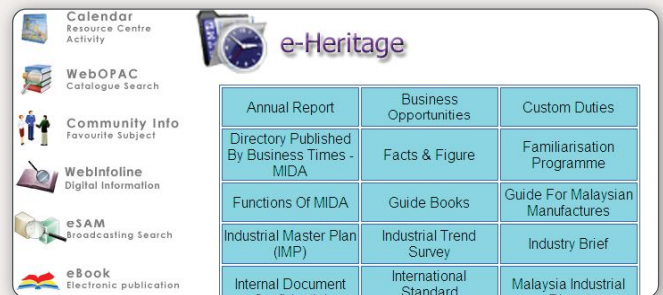 Calendar
Resource Centre
Activity
WebOPAC
Catalogue Search
Community Info
Favourite Subject
WebInfoline
Digital Information
eSAM
Broadcasting Search
eBook
Electronic publication
e-Heritage
Annual Report
Business
Opportunities
Custom Duties
Directory Published
By Business Times -
MIDA
Facts & Figure
Familiarisation
Programme
Functions Of MIDA
Guide Books
Guide For Malaysian
Manufactures
Industrial Master Plan
(IMP)
Industrial Trend
Survey
Industry Brief
Internal Document
International
Standard
Malaysia Industrial